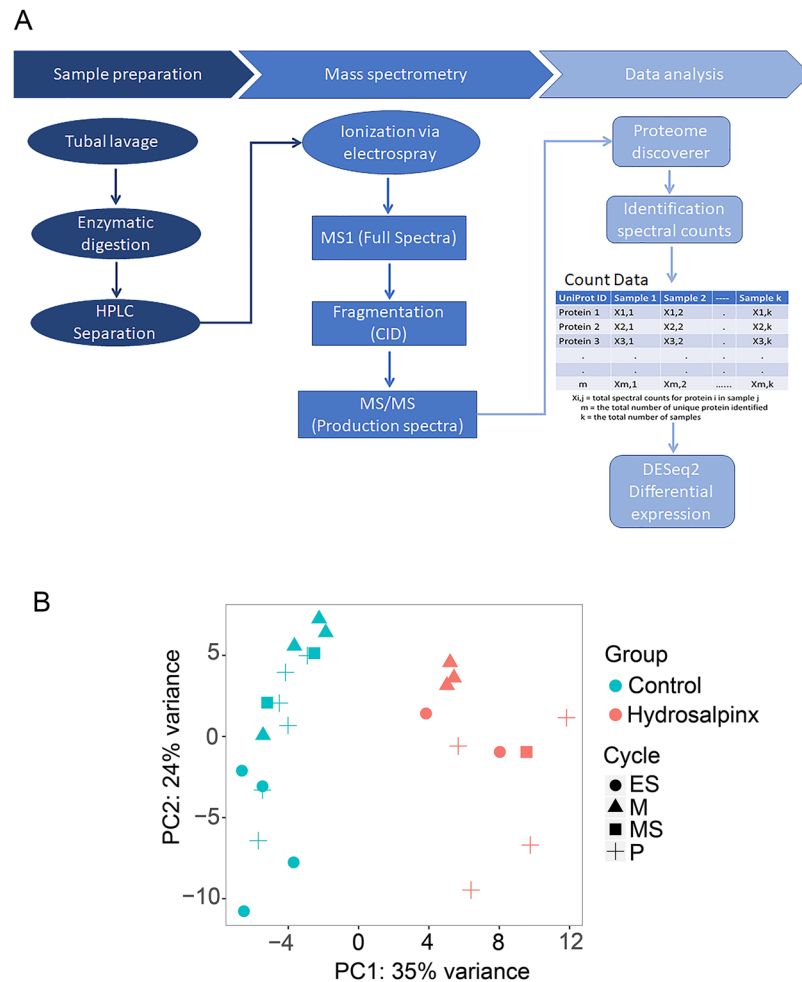 A
Sample preparation
Mass spectrometry
Data analysis
Tubal lavage
Enzymatic
digestion
HPLC
Separation
Ionization via
electrospray
MS1 (Full Spectra)
Fragmentation
(CID)
MS/MS
(Production spectra)
Proteome
discoverer
Identification
spectral counts
Count Data
UniProt ID Sample 1 Sample 2 ---- Sample k
Protein 1 X1,1 X1,2 . X1,k
Protein 2 X2,1 X2,2 . X2,k
Protein 3 X3,1 X3,2 . X3,k
. . . . .
. . . . .
m Xm,1 Xm,2 ...... Xm,k
Xi,j = total spectral counts for protein i in sample j
m = the total number of unique protein identified
k = the total number of samples
DESeq2
Differential
expression
B
PC2: 24% variance
5
0
−5
−10
−4 0 4 8 12
PC1: 35% variance
Group
Control
Hydrosalpinx
Cycle
ES
M
MS
P